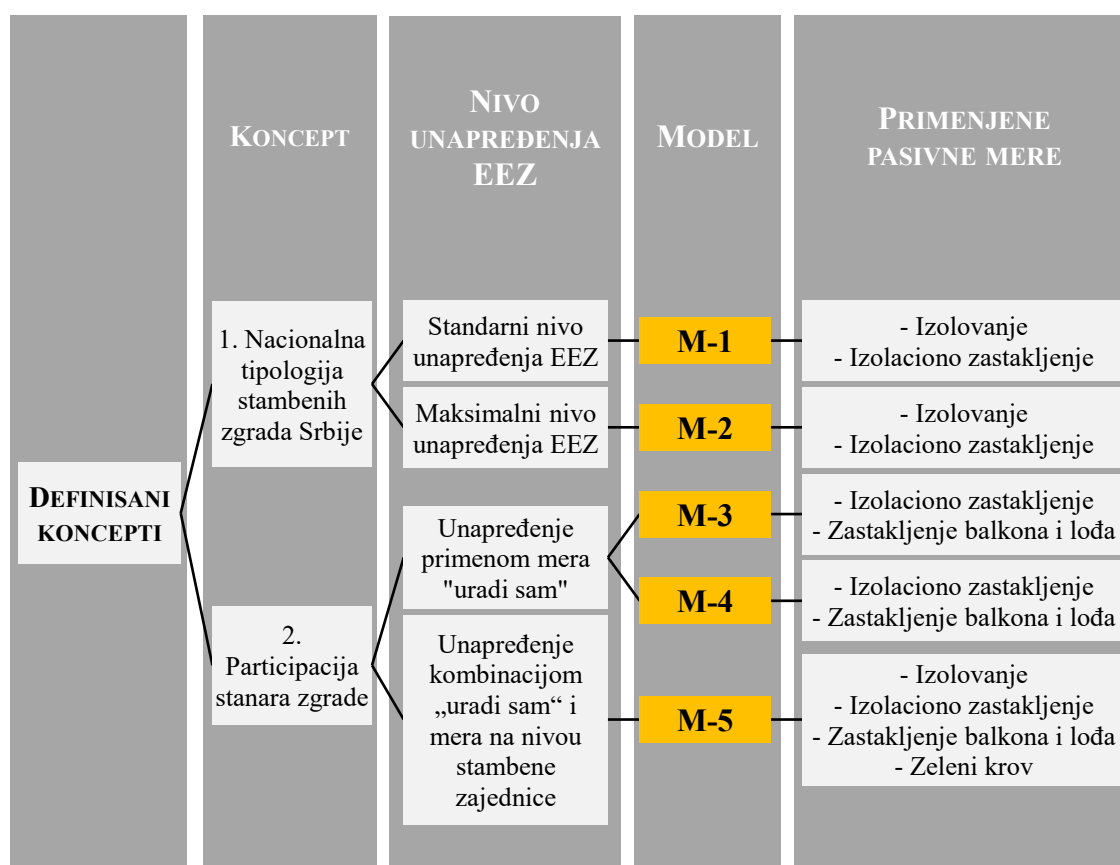 KONCEPT
NIVO
UNAPREĐENJA
EEZ
MODEL
PRIMENJENE
PASIVNE MERE
DEFINISANI
KONCEPTI
1. Nacionalna
tipologija
stambenih
zgrada Srbije
Standarni nivo
unapređenja EEZ
M-1
- Izolovanje
- Izolaciono zastakljenje
Maksimalni nivo
unapređenja EEZ
M-2
- Izolovanje
- Izolaciono zastakljenje
2.
Participacija
stanara zgrade
Unapređenje
primenom mera
"uradi sam"
M-3
- Izolaciono zastakljenje
- Zastakljenje balkona i lođa
M-4
- Izolaciono zastakljenje
- Zastakljenje balkona i lođa
Unapređenje
kombinacijom
„uradi sam“ i
mera na nivou
stambene
zajednice
M-5
- Izolovanje
- Izolaciono zastakljenje
- Zastakljenje balkona i lođa
- Zeleni krov